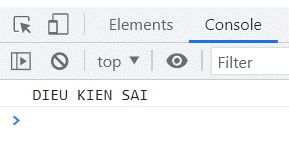 Elements Console
top Filter
DIEU KIEN SAI